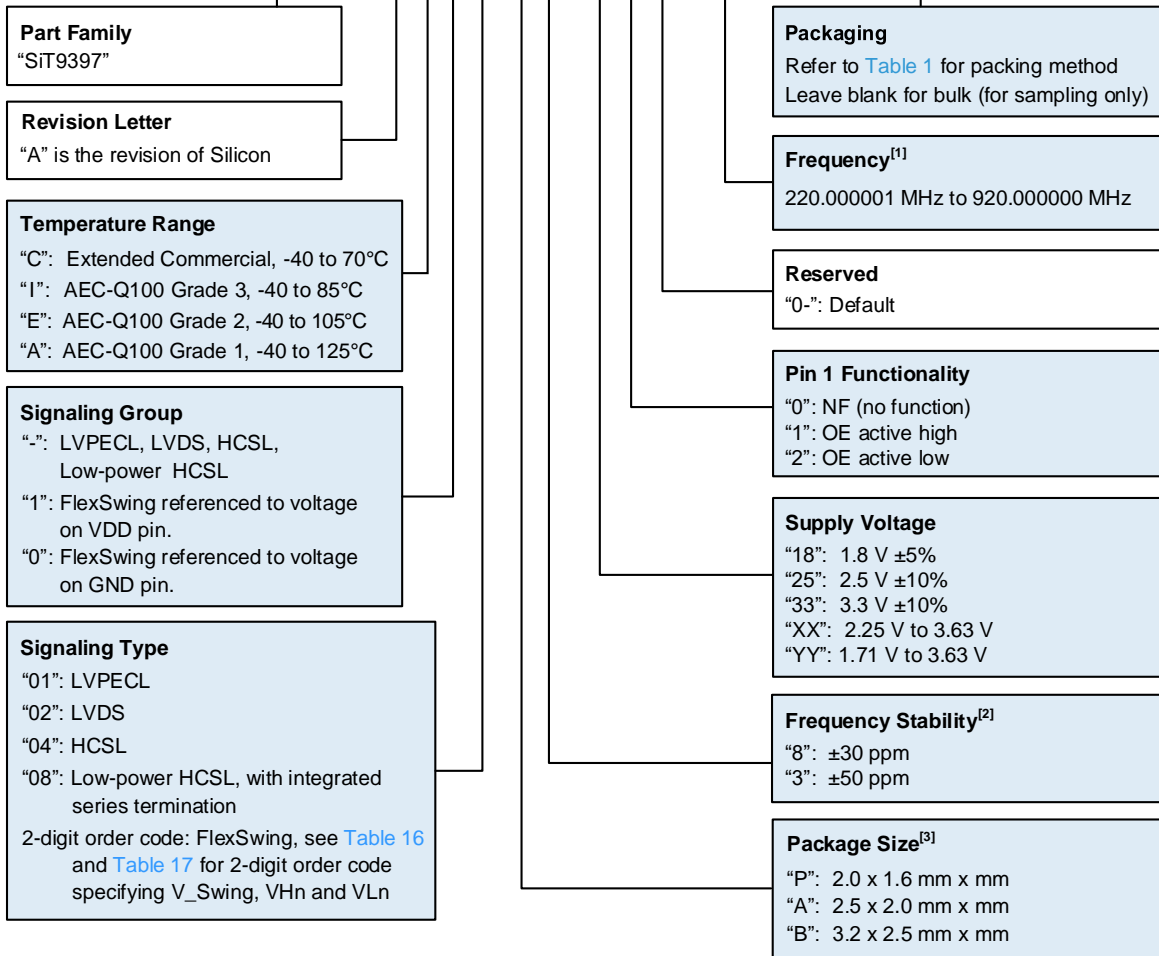 Part Family
“SiT9397”
Revision Letter
“A” is the revision of Silicon
Temperature Range
“C”: Extended Commercial, -40 to 70°C
“I”: AEC-Q100 Grade 3, -40 to 85°C
“E”: AEC-Q100 Grade 2, -40 to 105°C
“A”: AEC-Q100 Grade 1, -40 to 125°C
Signaling Group
“-”: LVPECL, LVDS, HCSL,
Low-power HCSL
“1”: FlexSwing referenced to voltage
on VDD pin.
“0”: FlexSwing referenced to voltage
on GND pin.
Signaling Type
“01”: LVPECL
“02”: LVDS
“04”: HCSL
“08”: Low-power HCSL, with integrated
series termination
2-digit order code: FlexSwing, see Table 16
and Table 17 for 2-digit order code
specifying V_Swing, VHn and VLn
Packaging
Refer to Table 1 for packing method
Leave blank for bulk (for sampling only)
Frequency[1]
220.000001 MHz to 920.000000 MHz
Reserved
“0-”: Default
Pin 1 Functionality
“0”: NF (no function)
“1”: OE active high
“2”: OE active low
Supply Voltage
“18”: 1.8 V ±5%
“25”: 2.5 V ±10%
“33”: 3.3 V ±10%
“XX”: 2.25 V to 3.63 V
“YY”: 1.71 V to 3.63 V
Frequency Stability[2]
“8”: ±30 ppm
“3”: ±50 ppm
Package Size[3]
“P”: 2.0 x 1.6 mm x mm
“A”: 2.5 x 2.0 mm x mm
“B”: 3.2 x 2.5 mm x mm